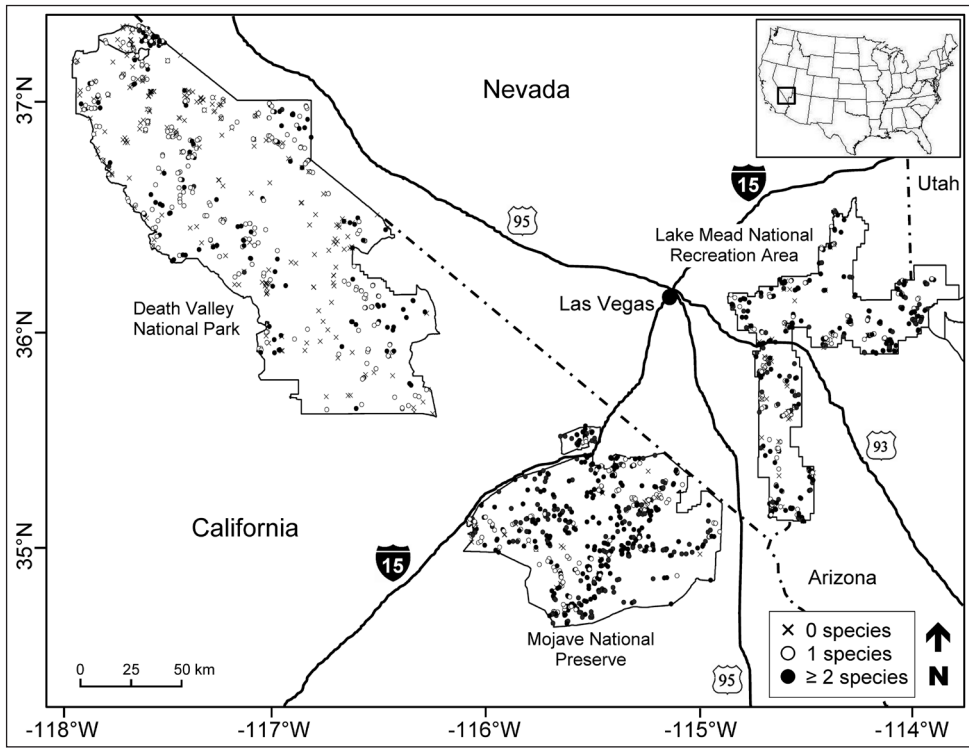 Nevada
37°N
15
Utah
95
Lake Mead National
Recreation Area
Las Vegas
Death Valley
National Park
36°N
93
California
35°N
15
Arizona
Mojave National
Preserve
95
0 25 50 km
× 0 species
○ 1 species
● ≥ 2 species
N
-118°W -117°W -116°W -115°W -114°W